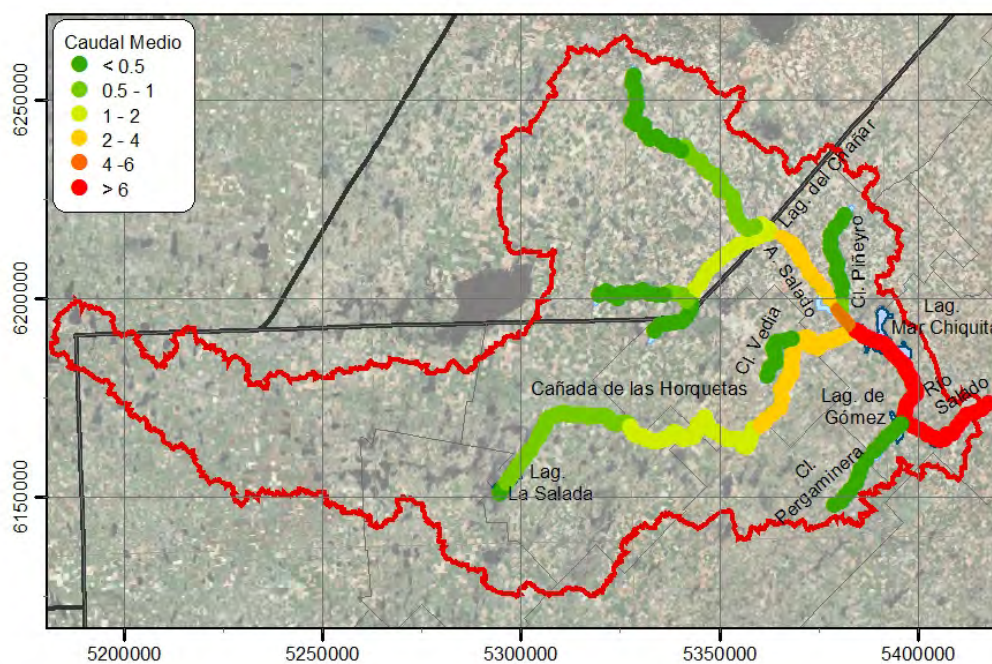 Caudal Medio
< 0.5
0.5 - 1
1 - 2
2 - 4
4 -6
> 6
6250000
6200000
6150000
Lag. del Chañar
A. Salado
Cl. Piñeyro
Lag.
Mar Chiquita
Cl. Vedia
Cañada de las Horquetas
Lag. de
Gómez
Río
Salado
Lag.
La Salada
Cl.
Pergaminera
5200000
5250000
5300000
5350000
5400000